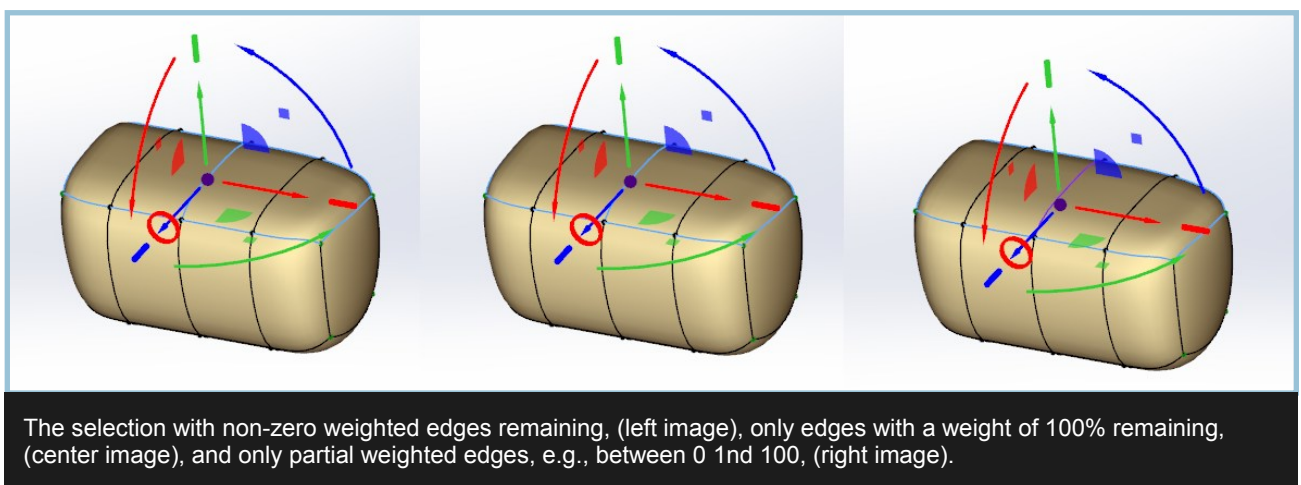 The selection with non-zero weighted edges remaining, (left image), only edges with a weight of 100% remaining,
(center image), and only partial weighted edges, e.g., between 0 1nd 100, (right image).